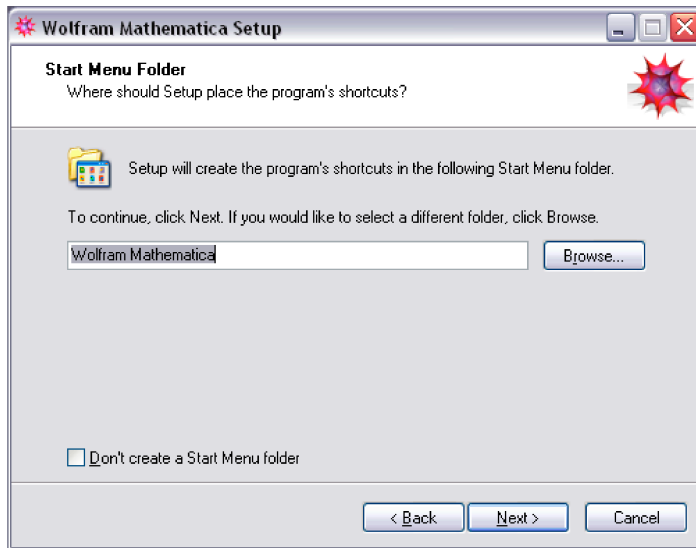 Wolfram Mathematica Setup
Start Menu Folder
Where should Setup place the program's shortcuts?
Setup will create the program's shortcuts in the following Start Menu folder.
To continue, click Next. If you would like to select a different folder, click Browse.
Wolfram Mathematica
Browse...
Don't create a Start Menu folder
< Back
Next >
Cancel